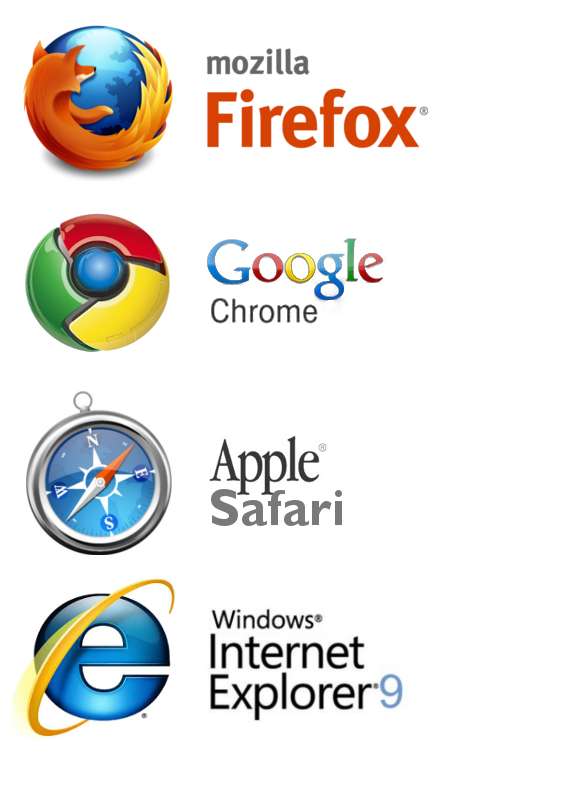 mozilla
Firefox®
Google
Chrome
N
E
W
S
Apple®
Safari
e
Windows®
Internet
Explorer®9
®